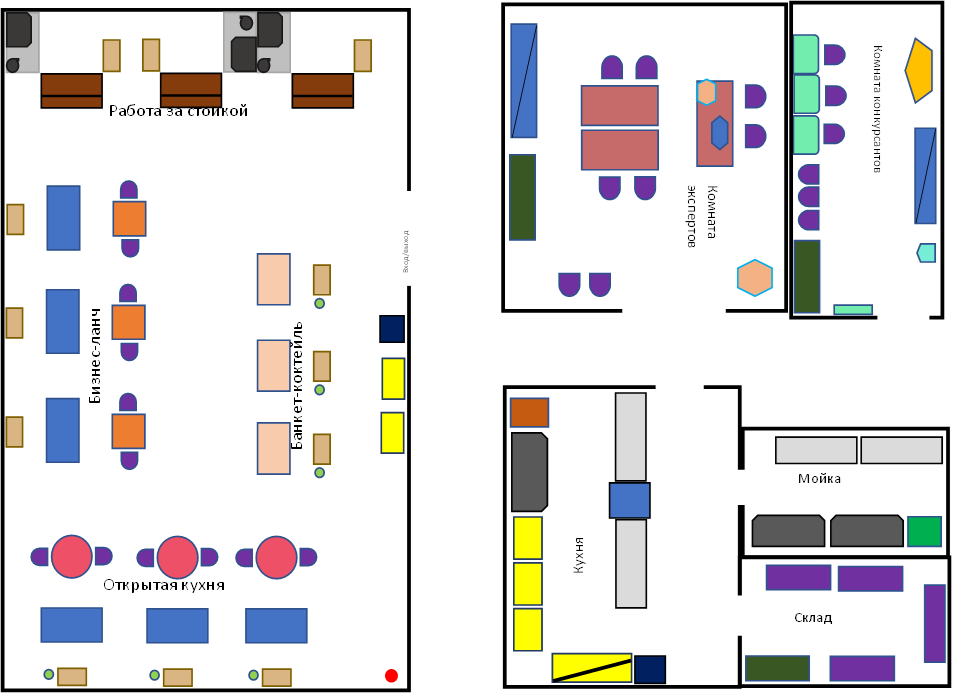 Работа за стойкой
Вход/выход
Бизнес-ланч
Банкет-коктейль
Открытая кухня
Комната
экспертов
Комната конкурсантов
Кухня
Мойка
Склад